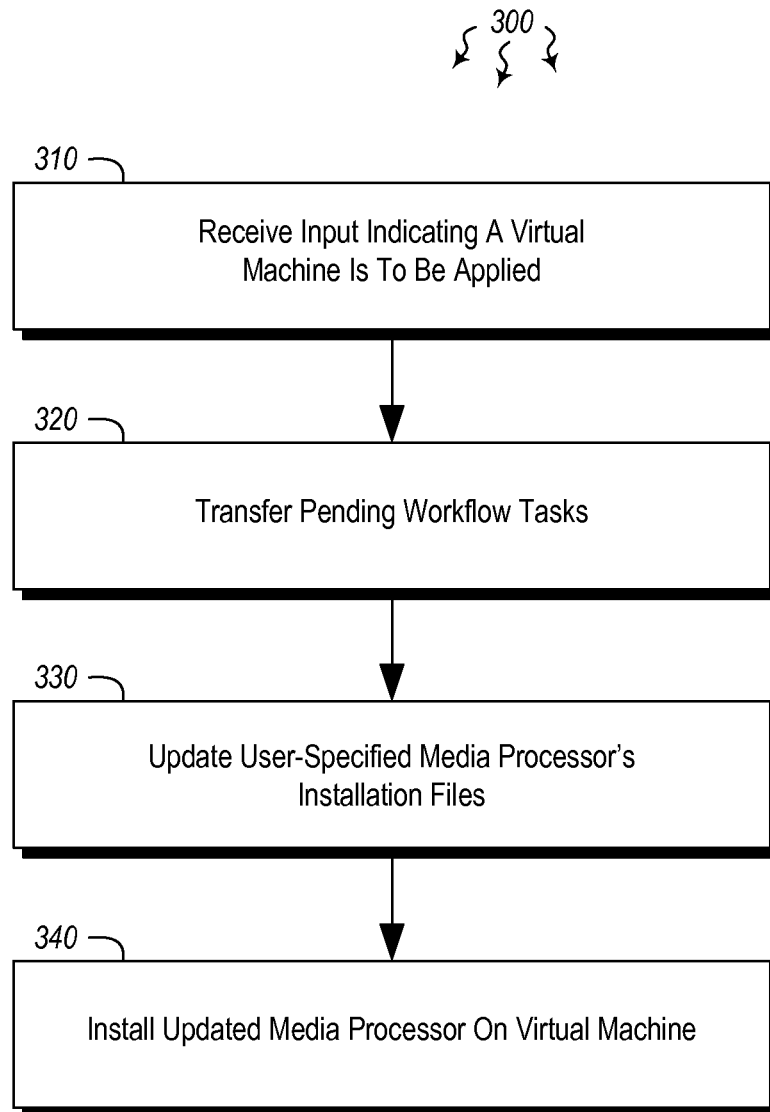 300
310
Receive Input Indicating A Virtual
Machine Is To Be Applied
320
Transfer Pending Workflow Tasks
330
Update User-Specified Media Processor's
Installation Files
340
Install Updated Media Processor On Virtual Machine